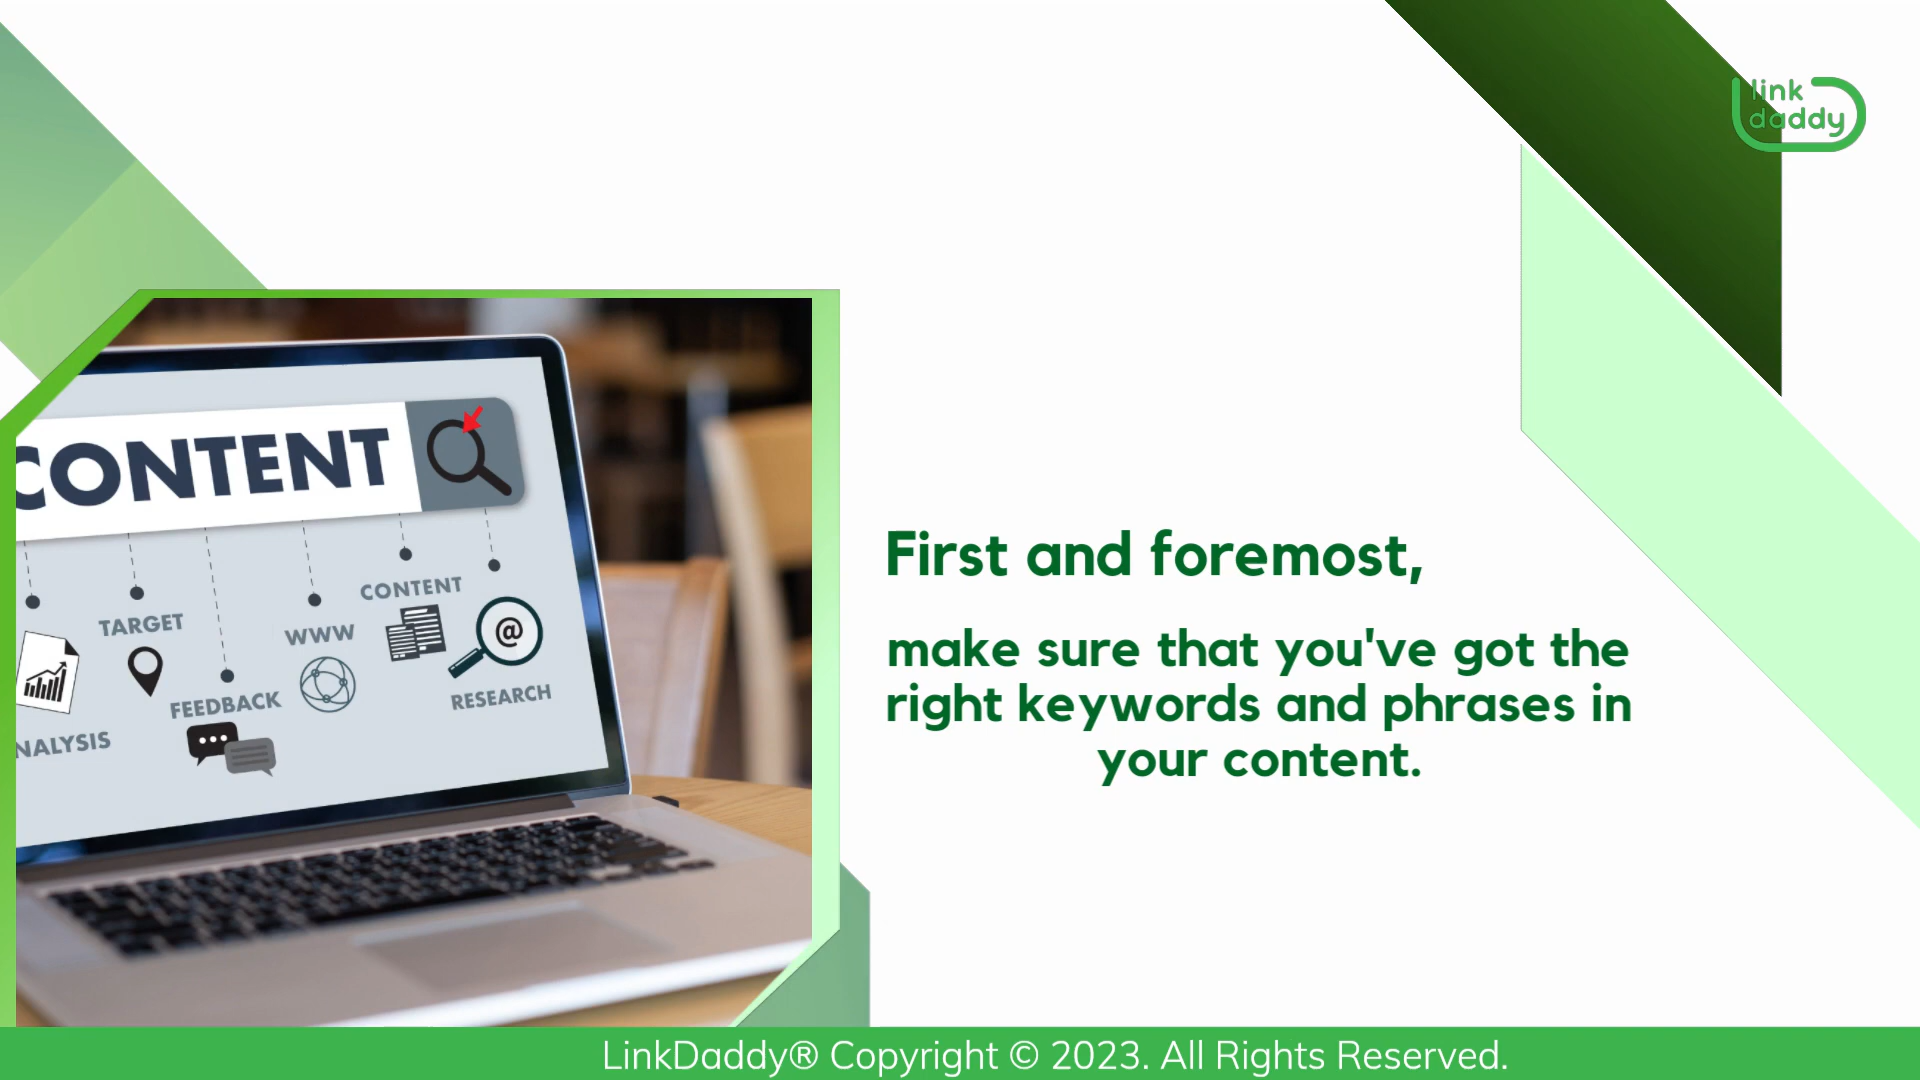 link
daddy
CONTENT
CONTENT
TARGET
WWW
@
FEEDBACK
RESEARCH
NALYSIS
First and foremost,
make sure that you've got the
right keywords and phrases in
your content.
LinkDaddy® Copyright © 2023. All Rights Reserved.